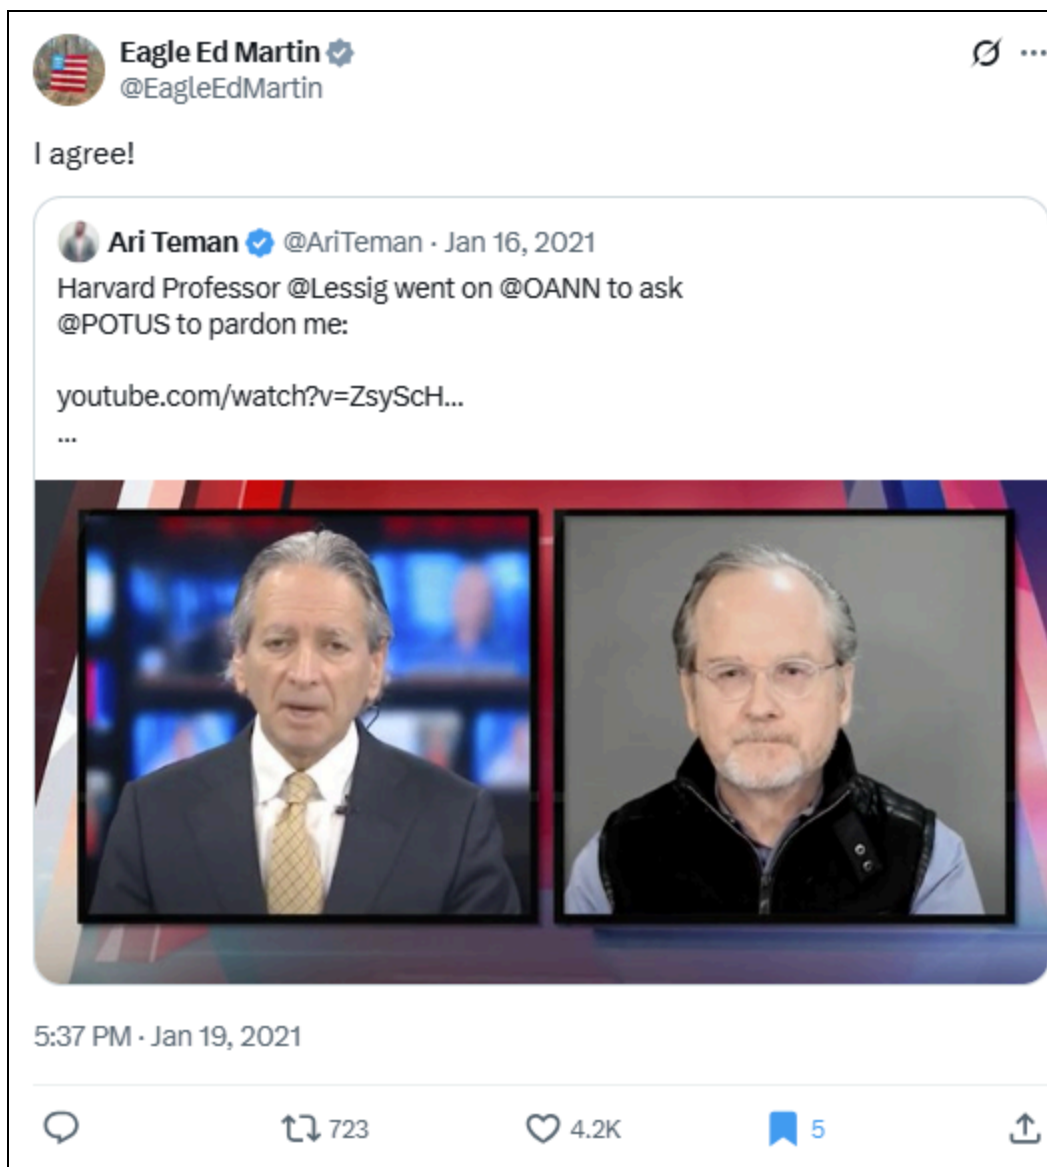 Eagle Ed Martin
@EagleEdMartin
I agree!
Ari Teman @AriTeman · Jan 16, 2021
Harvard Professor @Lessig went on @OANN to ask
@POTUS to pardon me:
youtube.com/watch?v=ZsyScH...
...
5:37 PM · Jan 19, 2021
723 4.2K 5